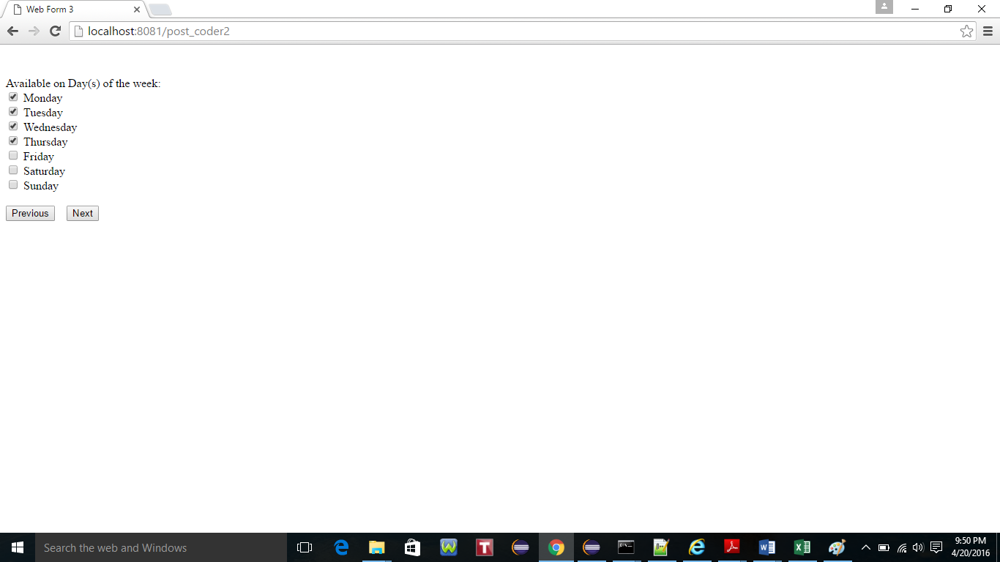 Web Form 3
localhost:8081/post_coder2
Available on Day(s) of the week:
Monday
Tuesday
Wednesday
Thursday
Friday
Saturday
Sunday
Previous Next
Search the web and Windows
9:50 PM
4/20/2016